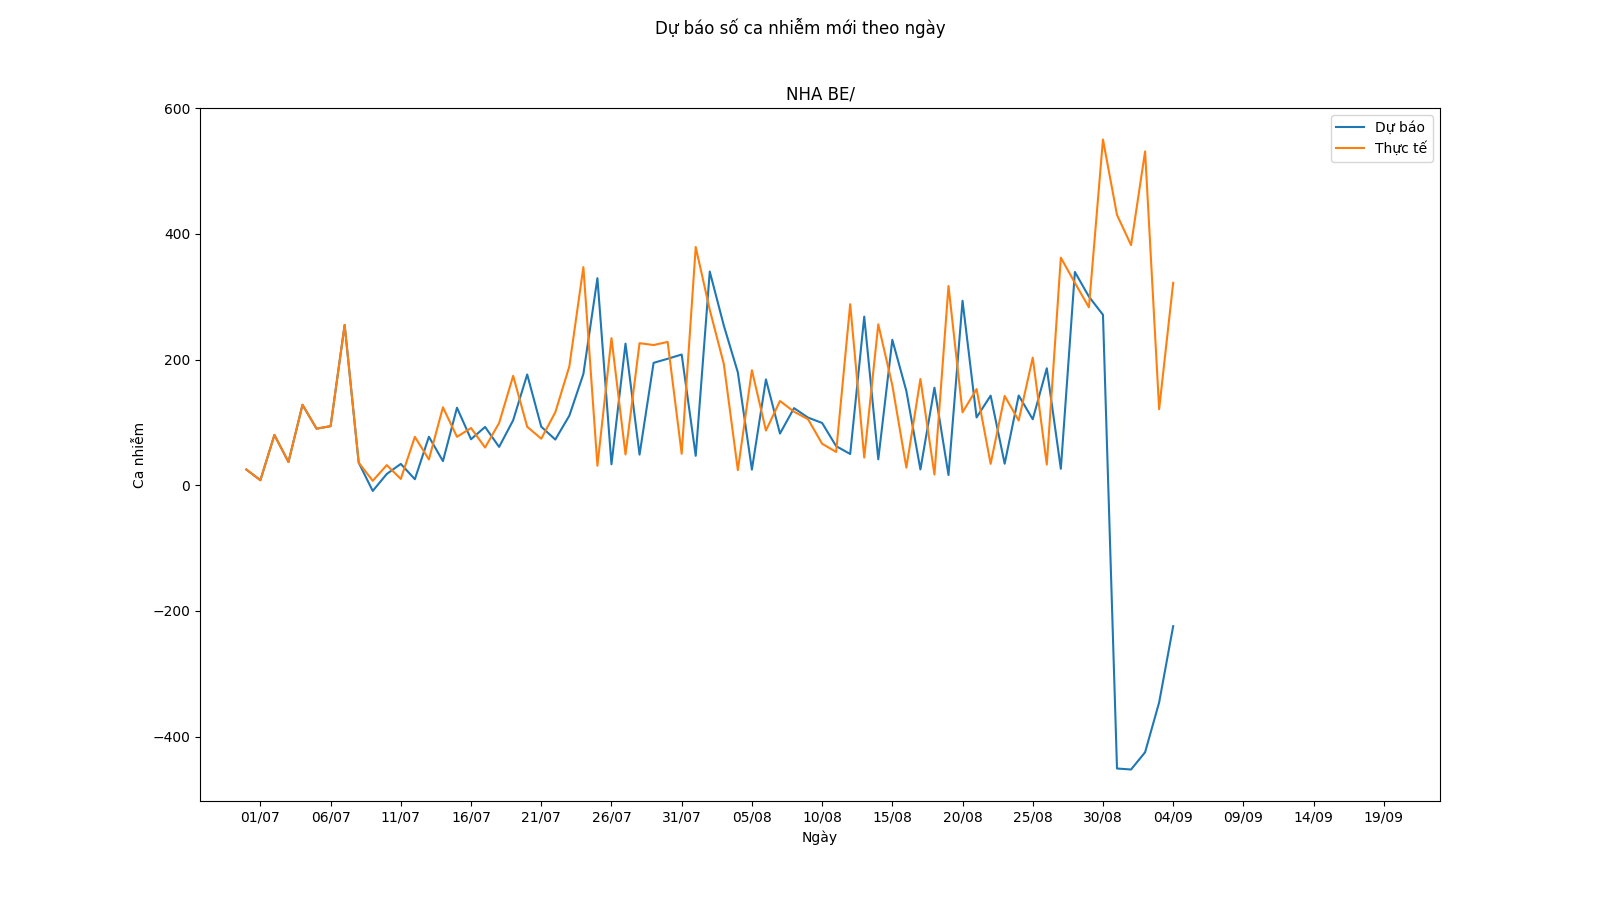 Dự báo số ca nhiễm mới theo ngày
NHA BE/
Dự báo
Thực tế
600
400
200
0
−200
−400
Ca nhiễm
01/07 06/07 11/07 16/07 21/07 26/07 31/07 05/08 10/08 15/08 20/08 25/08 30/08 04/09 09/09 14/09 19/09
Ngày